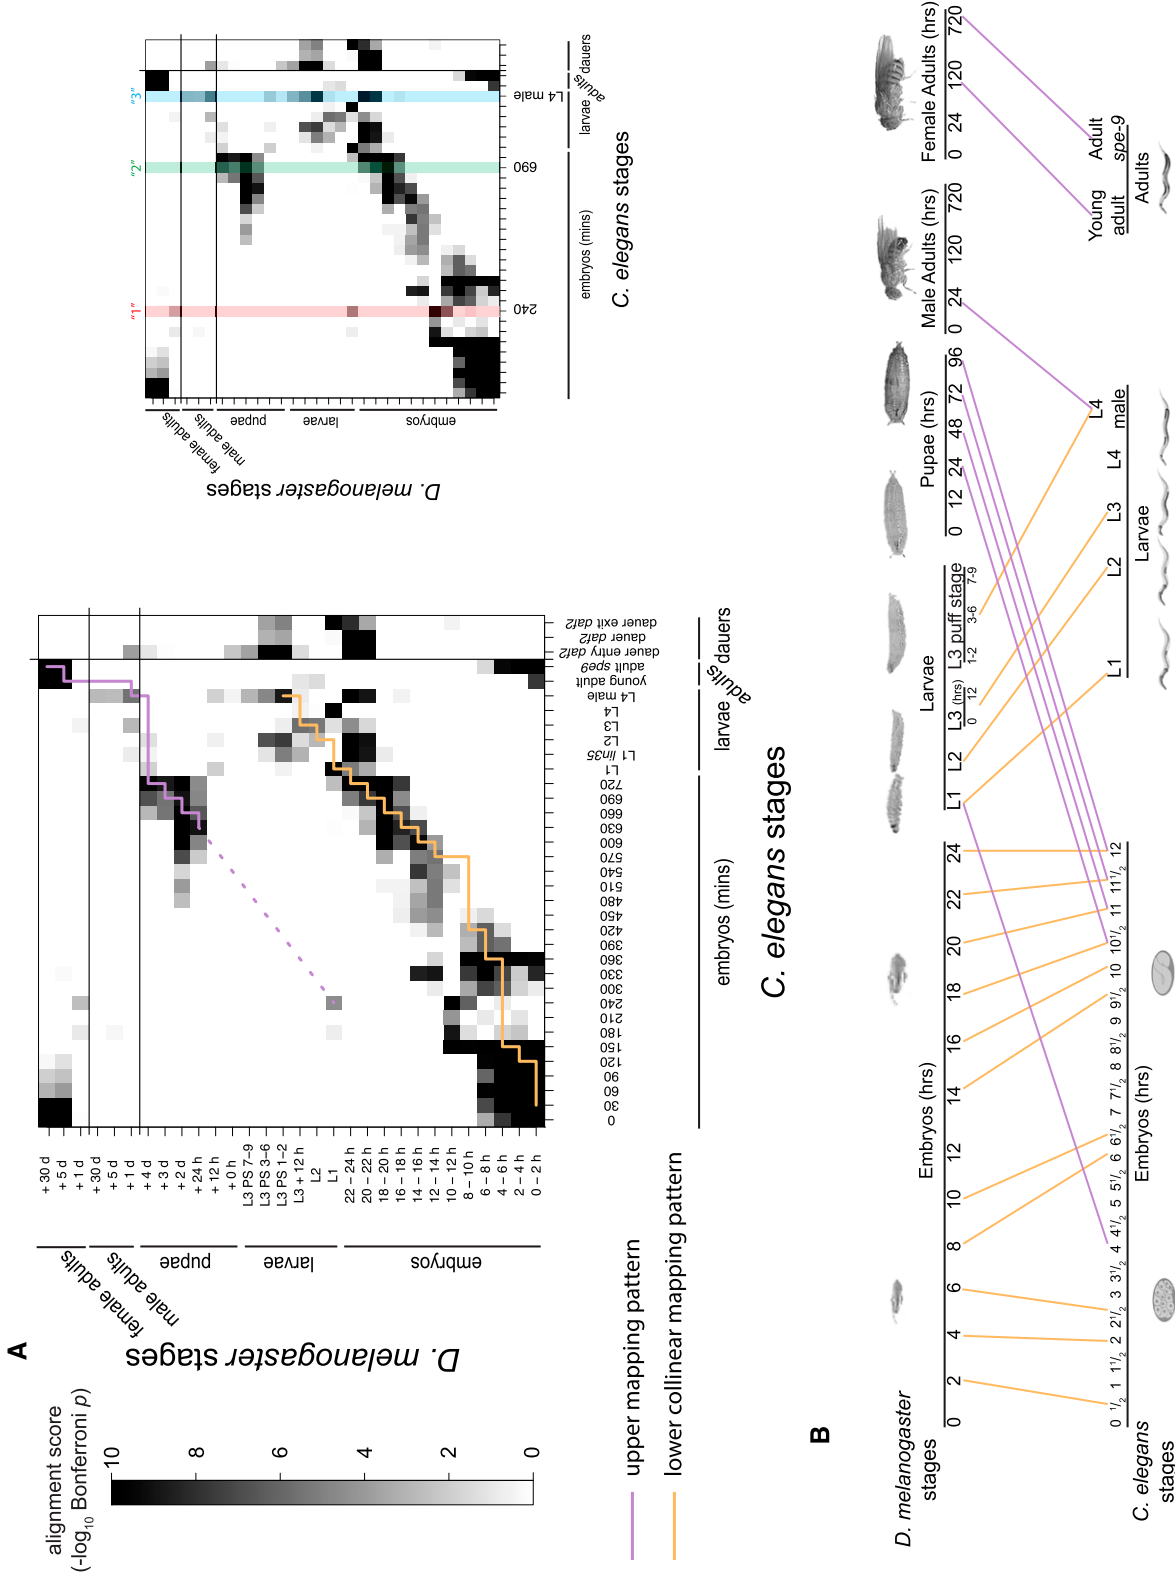 A
alignment score
(-log10 Bonferroni p)
10
8
6
4
2
0
D. melanogaster stages
female adults
male adults
pupae
larvae
embryos
+ 30 d
+ 5 d
+ 1 d
+ 30 d
+ 5 d
+ 1 d
+ 4 d
+ 3 d
+ 2 d
+ 24 h
+ 12 h
+ 0 h
L3 PS 7–9
L3 PS 3–6
L3 PS 1–2
L3 + 12 h
L2
L1
22 – 24 h
20 – 22 h
18 – 20 h
16 – 18 h
14 – 16 h
12 – 14 h
10 – 12 h
8 – 10 h
6 – 8 h
4 – 6 h
2 – 4 h
0 – 2 h
0
30
60
90
120
150
180
210
240
300
330
360
390
420
450
480
510
540
570
600
630
660
690
720
L1
L1 lin35
L2
L3
L4
L4 male
young adult
adult spe9
dauer entry daf2
dauer daf2
dauer exit daf2
embryos (mins)
larvae
adults
dauers
C. elegans stages
upper mapping pattern
lower collinear mapping pattern
"1"
"2"
"3"
D. melanogaster stages
female adults
male adults
pupae
larvae
embryos
240
690
L4 male
embryos (mins)
larvae
adults
dauers
C. elegans stages
B
D. melanogaster
stages
Embryos (hrs)
Larvae
Pupae (hrs)
Male Adults (hrs)
Female Adults (hrs)
0 2 4 6 8 10 12 14 16 18 20 22 24
L1 L2 L3 (hrs) L3 puff stage
0 12 1-2 3-6 7-9
0 12 24 48 72 96
0 24 120 720
0 24 120 720
0 1/2 1 1 1/2 2 2 1/2 3 3 1/2 4 4 1/2 5 5 1/2 6 6 1/2 7 7 1/2 8 8 1/2 9 9 1/2 10 10 1/2 11 11 1/2 12
L1 L2 L3 L4 L4
male
Young
adult
Adult
spe-9
C. elegans
stages
Embryos (hrs)
Larvae
Adults